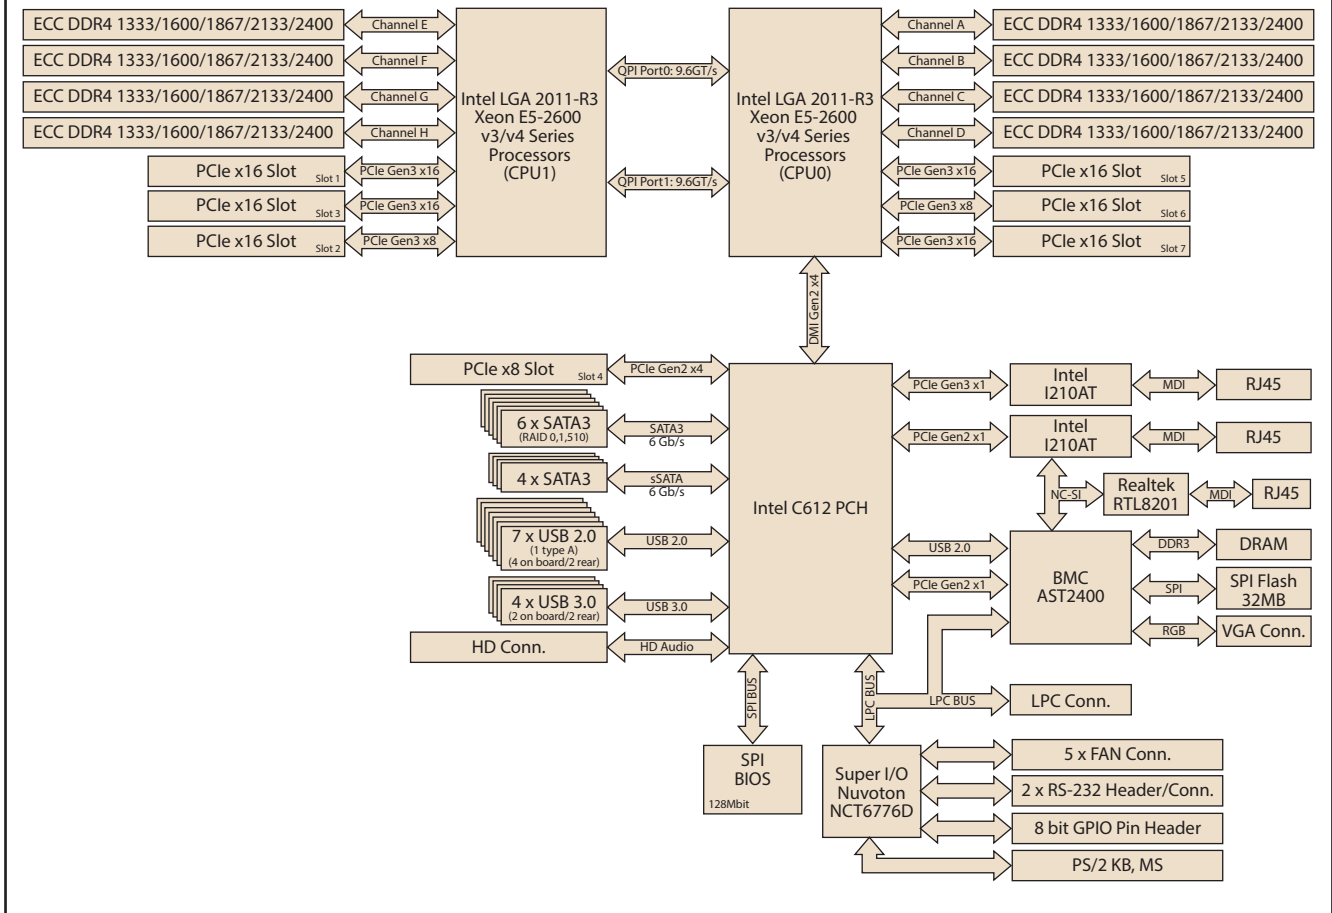 ECC DDR4 1333/1600/1867/2133/2400
Channel E
ECC DDR4 1333/1600/1867/2133/2400
Channel F
ECC DDR4 1333/1600/1867/2133/2400
Channel G
ECC DDR4 1333/1600/1867/2133/2400
Channel H
PCIe x16 Slot
Slot 1
PCIe Gen3 x16
PCIe x16 Slot
Slot 3
PCIe Gen3 x16
PCIe x16 Slot
Slot 2
PCIe Gen3 x8
Intel LGA 2011-R3
Xeon E5-2600
v3/v4 Series
Processors
(CPU1)
QPI Port0: 9.6GT/s
QPI Port1: 9.6GT/s
Intel LGA 2011-R3
Xeon E5-2600
v3/v4 Series
Processors
(CPU0)
Channel A
ECC DDR4 1333/1600/1867/2133/2400
Channel B
ECC DDR4 1333/1600/1867/2133/2400
Channel C
ECC DDR4 1333/1600/1867/2133/2400
Channel D
ECC DDR4 1333/1600/1867/2133/2400
PCIe Gen3 x16
PCIe x16 Slot
Slot 5
PCIe Gen3 x8
PCIe x16 Slot
Slot 6
PCIe Gen3 x16
PCIe x16 Slot
Slot 7
DMI Gen2 x4
PCIe x8 Slot
Slot 4
PCIe Gen2 x4
6 x SATA3
(RAID 0,1,510)
SATA3
6 Gb/s
4 x SATA3
sSATA
6 Gb/s
7 x USB 2.0
(1 type A)
(4 on board/2 rear)
USB 2.0
4 x USB 3.0
(2 on board/2 rear)
USB 3.0
HD Conn.
HD Audio
Intel C612 PCH
PCIe Gen3 x1
Intel
I210AT
MDI
RJ45
PCIe Gen2 x1
Intel
I210AT
MDI
RJ45
NC-SI
Realtek
RTL8201
MDI
RJ45
USB 2.0
PCIe Gen2 x1
BMC
AST2400
DDR3
DRAM
SPI
SPI Flash
32MB
RGB
VGA Conn.
SPI BUS
LPC BUS
LPC BUS
LPC Conn.
SPI
BIOS
128Mbit
Super I/O
Nuvoton
NCT6776D
5 x FAN Conn.
2 x RS-232 Header/Conn.
8 bit GPIO Pin Header
PS/2 KB, MS